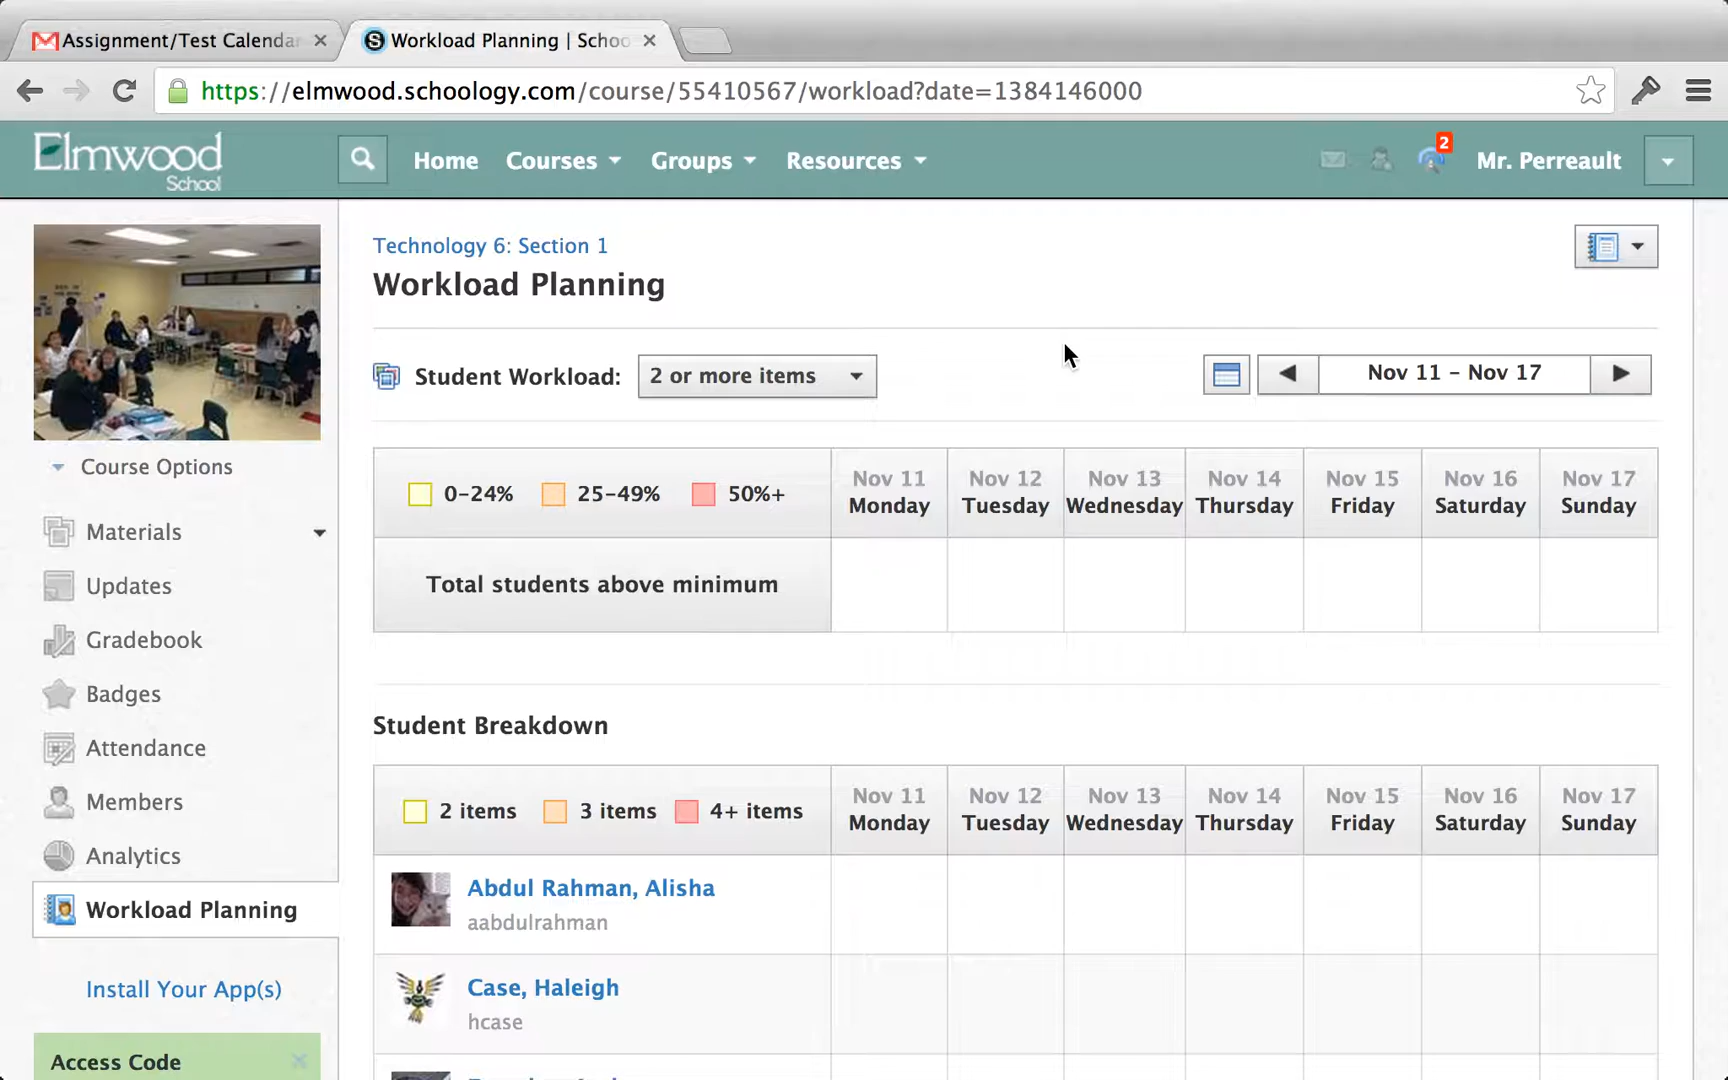 Assignment/Test Calendar
Workload Planning | Schoo
https://elmwood.schoology.com/course/55410567/workload?date=1384146000
Elmwood School
Home Courses Groups Resources
2
Mr. Perreault
Technology 6: Section 1
Workload Planning
Student Workload: 2 or more items
Nov 11 – Nov 17
0-24% 25-49% 50%+
Nov 11 Monday
Nov 12 Tuesday
Nov 13 Wednesday
Nov 14 Thursday
Nov 15 Friday
Nov 16 Saturday
Nov 17 Sunday
Total students above minimum
Student Breakdown
2 items 3 items 4+ items
Nov 11 Monday
Nov 12 Tuesday
Nov 13 Wednesday
Nov 14 Thursday
Nov 15 Friday
Nov 16 Saturday
Nov 17 Sunday
Abdul Rahman, Alisha
aabdulrahman
Case, Haleigh
hcase
Course Options
Materials
Updates
Gradebook
Badges
Attendance
Members
Analytics
Workload Planning
Install Your App(s)
Access Code